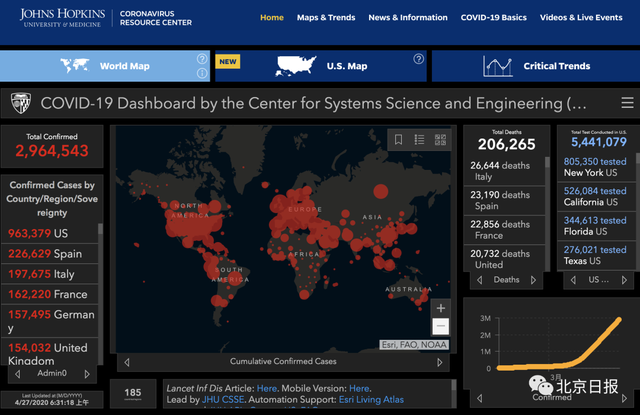 JOHNS HOPKINS
UNIVERSITY & MEDICINE
CORONAVIRUS
RESOURCE CENTER
Home
Maps & Trends
News & Information
COVID-19 Basics
Videos & Live Events
World Map
NEW
U.S. Map
Critical Trends
COVID-19 Dashboard by the Center for Systems Science and Engineering (...
Total Confirmed
2,964,543
Confirmed Cases by
Country/Region/Sove
reignty
963,379 US
226,629 Spain
197,675 Italy
162,220 France
157,495 German
y
154,032 United
Kingdom
Admin0
Last Updated at (M/D/YYYY)
4/27/2020 6:31:18 上午
NORTH
AMERICA
SOUTH
AMERICA
EUROPE
AFRICA
ASIA
AUSTRALIA
+
−
Esri, FAO, NOAA
Cumulative Confirmed Cases
185
Lancet Inf Dis Article: Here. Mobile Version: Here.
Lead by JHU CSSE. Automation Support: Esri Living Atlas
Total Deaths
206,265
26,644 deaths
Italy
23,190 deaths
Spain
22,856 deaths
France
20,732 deaths
United
Deaths
Total Test Conducted in U.S.
5,441,079
805,350 tested
New York US
526,084 tested
California US
344,613 tested
Florida US
276,021 tested
Texas US
US ...
3M
2M
1M
0
3月
Confirmed
北京日报